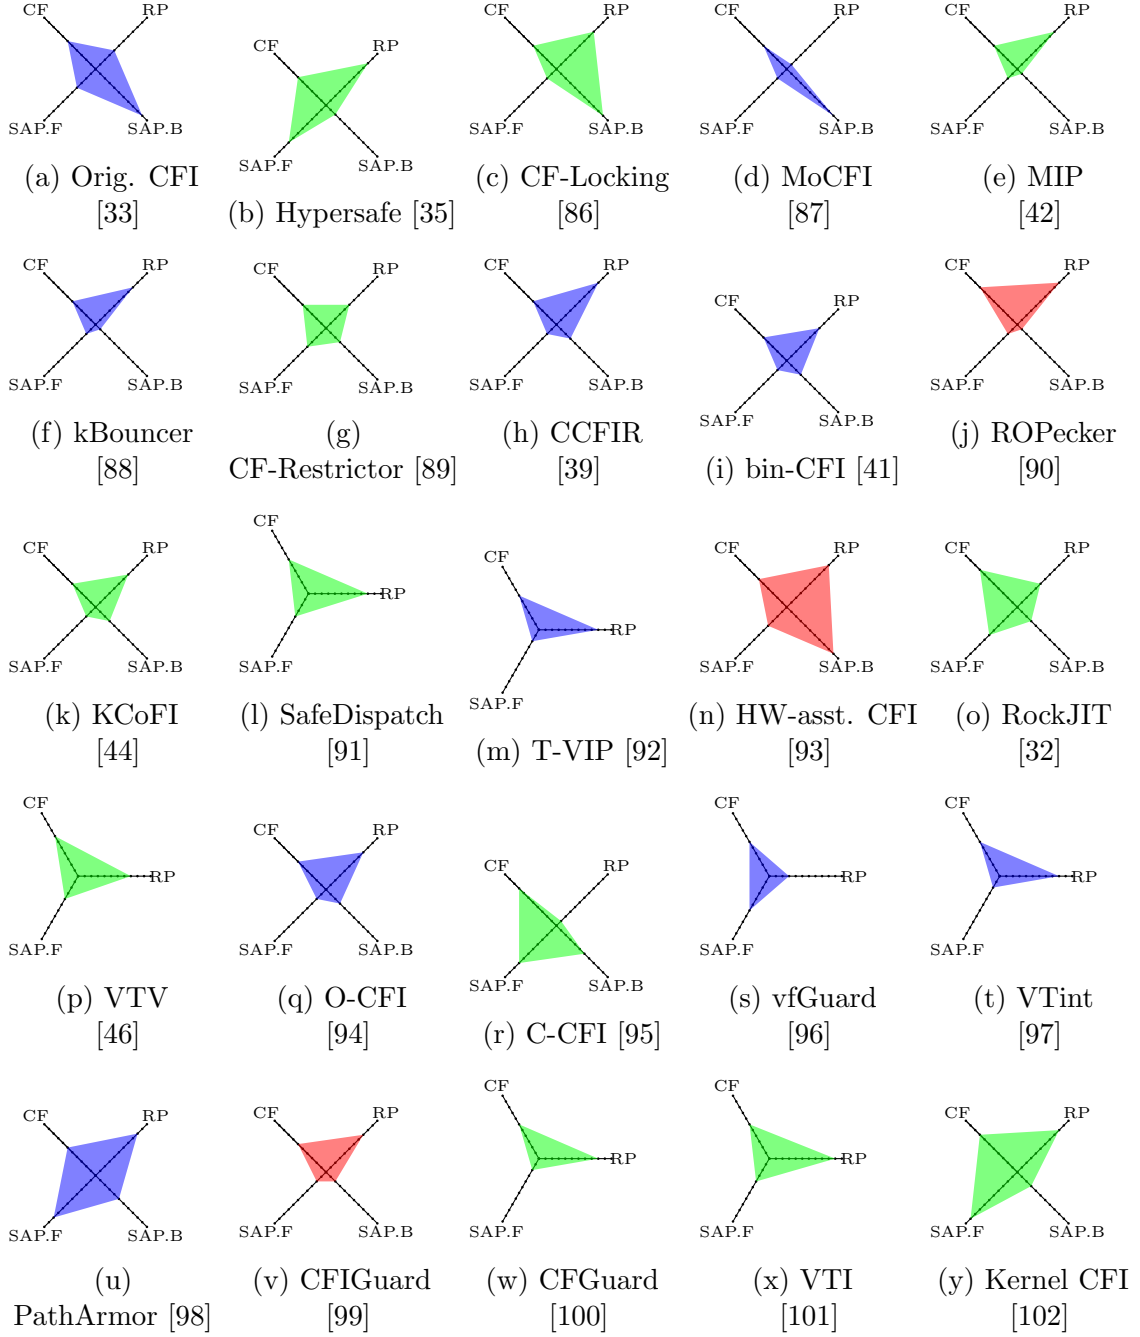 CF RP
SAP.F SAP.B
(a) Orig. CFI
[33]
CF RP
SAP.F SAP.B
(b) Hypersafe [35]
CF RP
SAP.F SAP.B
(c) CF-Locking
[86]
CF RP
SAP.F SAP.B
(d) MoCFI
[87]
CF RP
SAP.F SAP.B
(e) MIP
[42]
CF RP
SAP.F SAP.B
(f) kBouncer
[88]
CF RP
SAP.F SAP.B
(g)
CF-Restrictor [89]
CF RP
SAP.F SAP.B
(h) CCFIR
[39]
CF RP
SAP.F SAP.B
(i) bin-CFI [41]
CF RP
SAP.F SAP.B
(j) ROPecker
[90]
CF RP
SAP.F SAP.B
(k) KCoFI
[44]
CF
RP
SAP.F
(l) SafeDispatch
[91]
CF
RP
SAP.F
(m) T-VIP [92]
CF RP
SAP.F SAP.B
(n) HW-asst. CFI
[93]
CF RP
SAP.F SAP.B
(o) RockJIT
[32]
CF
RP
SAP.F
(p) VTV
[46]
CF RP
SAP.F SAP.B
(q) O-CFI
[94]
CF RP
SAP.F SAP.B
(r) C-CFI [95]
CF
RP
SAP.F
(s) vfGuard
[96]
CF
RP
SAP.F
(t) VTint
[97]
CF RP
SAP.F SAP.B
(u)
PathArmor [98]
CF RP
SAP.F SAP.B
(v) CFIGuard
[99]
CF
RP
SAP.F
(w) CFGuard
[100]
CF
RP
SAP.F
(x) VTI
[101]
CF RP
SAP.F SAP.B
(y) Kernel CFI
[102]